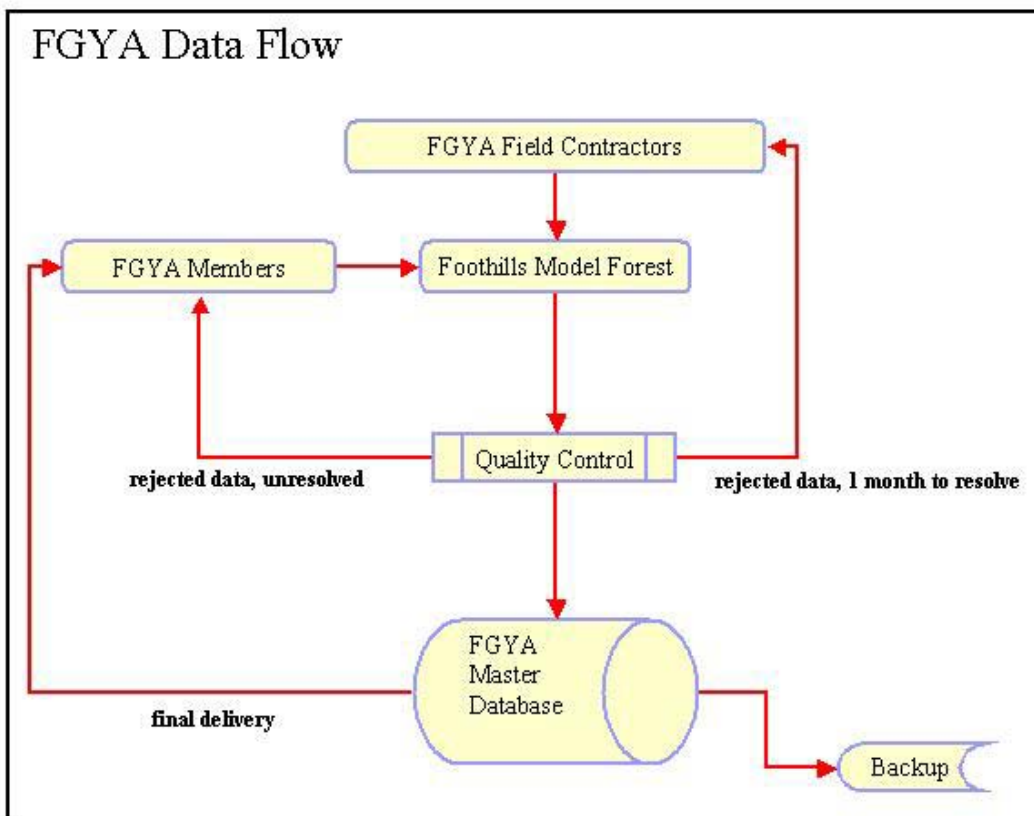 FGYA Data Flow
FGYA Field Contractors
FGYA Members
Foothills Model Forest
Quality Control
rejected data, unresolved
rejected data, 1 month to resolve
FGYA
Master
Database
final delivery
Backup